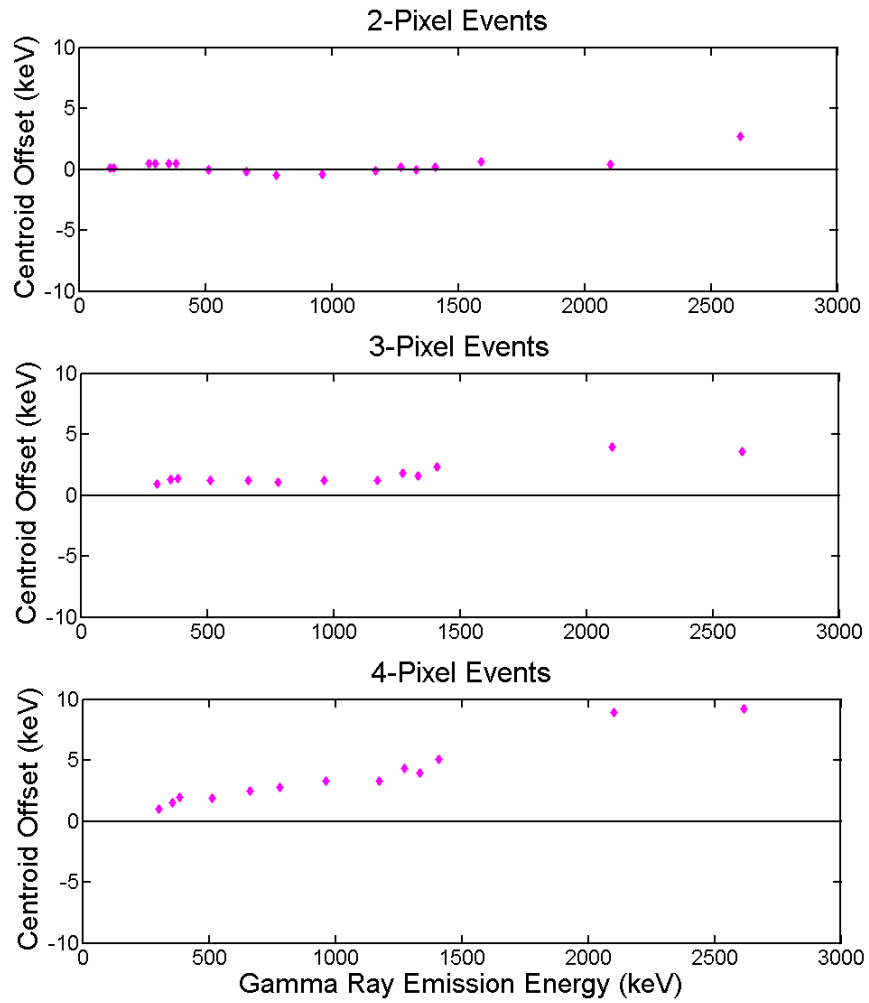 2-Pixel Events
Centroid Offset (keV)
10
5
0
-5
-10
0 500 1000 1500 2000 2500 3000
3-Pixel Events
Centroid Offset (keV)
10
5
0
-5
-10
0 500 1000 1500 2000 2500 3000
4-Pixel Events
Centroid Offset (keV)
10
5
0
-5
-10
0 500 1000 1500 2000 2500 3000
Gamma Ray Emission Energy (keV)